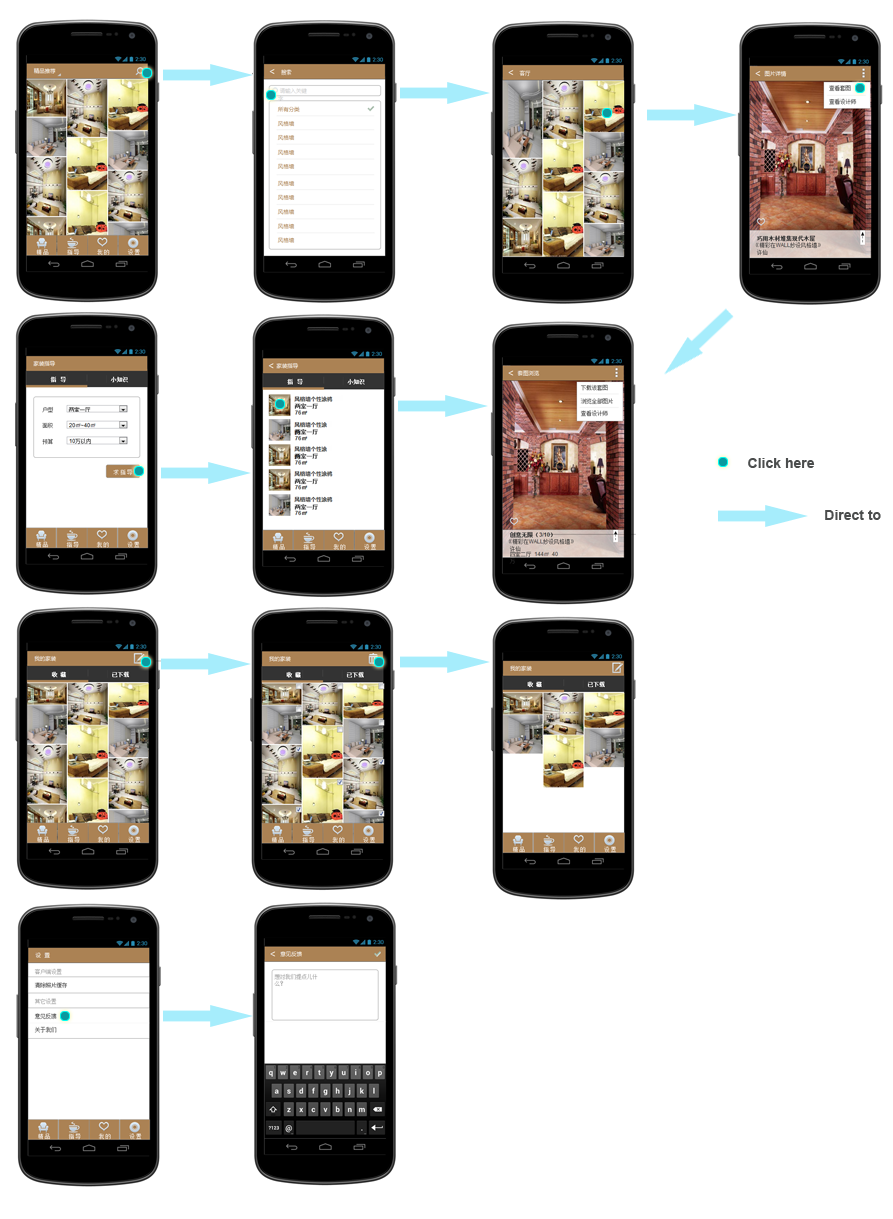 2:30
精品推荐
精品
指导
我的
设置
2:30
搜索
请输入关键
所有分类
风格墙
风格墙
风格墙
风格墙
风格墙
风格墙
风格墙
风格墙
风格墙
2:30
客厅
2:30
图片详细
查看套图
查看设计师
巧用木材堆集现代木屋
《精彩在WALL妙设风格墙》
许仙
2:30
家装指导
指 导
小知识
户型
两室一厅
面积
20㎡-40㎡
预算
10万以内
求指导
精品
指导
我的
设置
2:30
家装指导
指 导
小知识
风格墙个性涂鸦
两室一厅
76㎡
风格墙个性涂
两室一厅
76㎡
风格墙个性涂
两室一厅
76㎡
风格墙个性涂鸦
两室一厅
76㎡
风格墙个性涂鸦
两室一厅
76㎡
精品
指导
我的
设置
2:30
套图浏览
下载该套图
浏览全部图片
查看设计师
创意无限（3/10）
《精彩在WALL妙设风格墙》
许仙
四室二厅 144㎡ 40
Click here
Direct to
2:30
我的家装
收 藏
已下载
精品
指导
我的
设置
2:30
我的家装
收 藏
已下载
精品
指导
我的
设置
2:30
我的家装
收 藏
已下载
精品
指导
我的
设置
2:30
设 置
客户端设置
清除照片缓存
其它设置
意见反馈
关于我们
精品
指导
我的
设置
2:30
意见反馈
想对我们提点儿什
么？
q w e r t y u i o p
a s d f g h j k l
z x c v b n m
?123 @ .